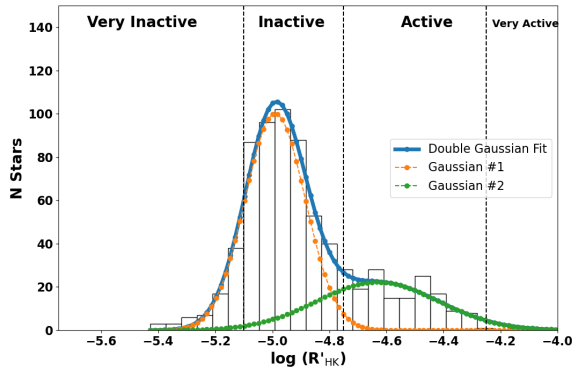 Very Inactive Inactive Active Very Active
140
120
100
80
60
40
20
0
N Stars
Double Gaussian Fit
Gaussian #1
Gaussian #2
−5.6 −5.4 −5.2 −5.0 −4.8 −4.6 −4.4 −4.2 −4.0
log (R'HK)